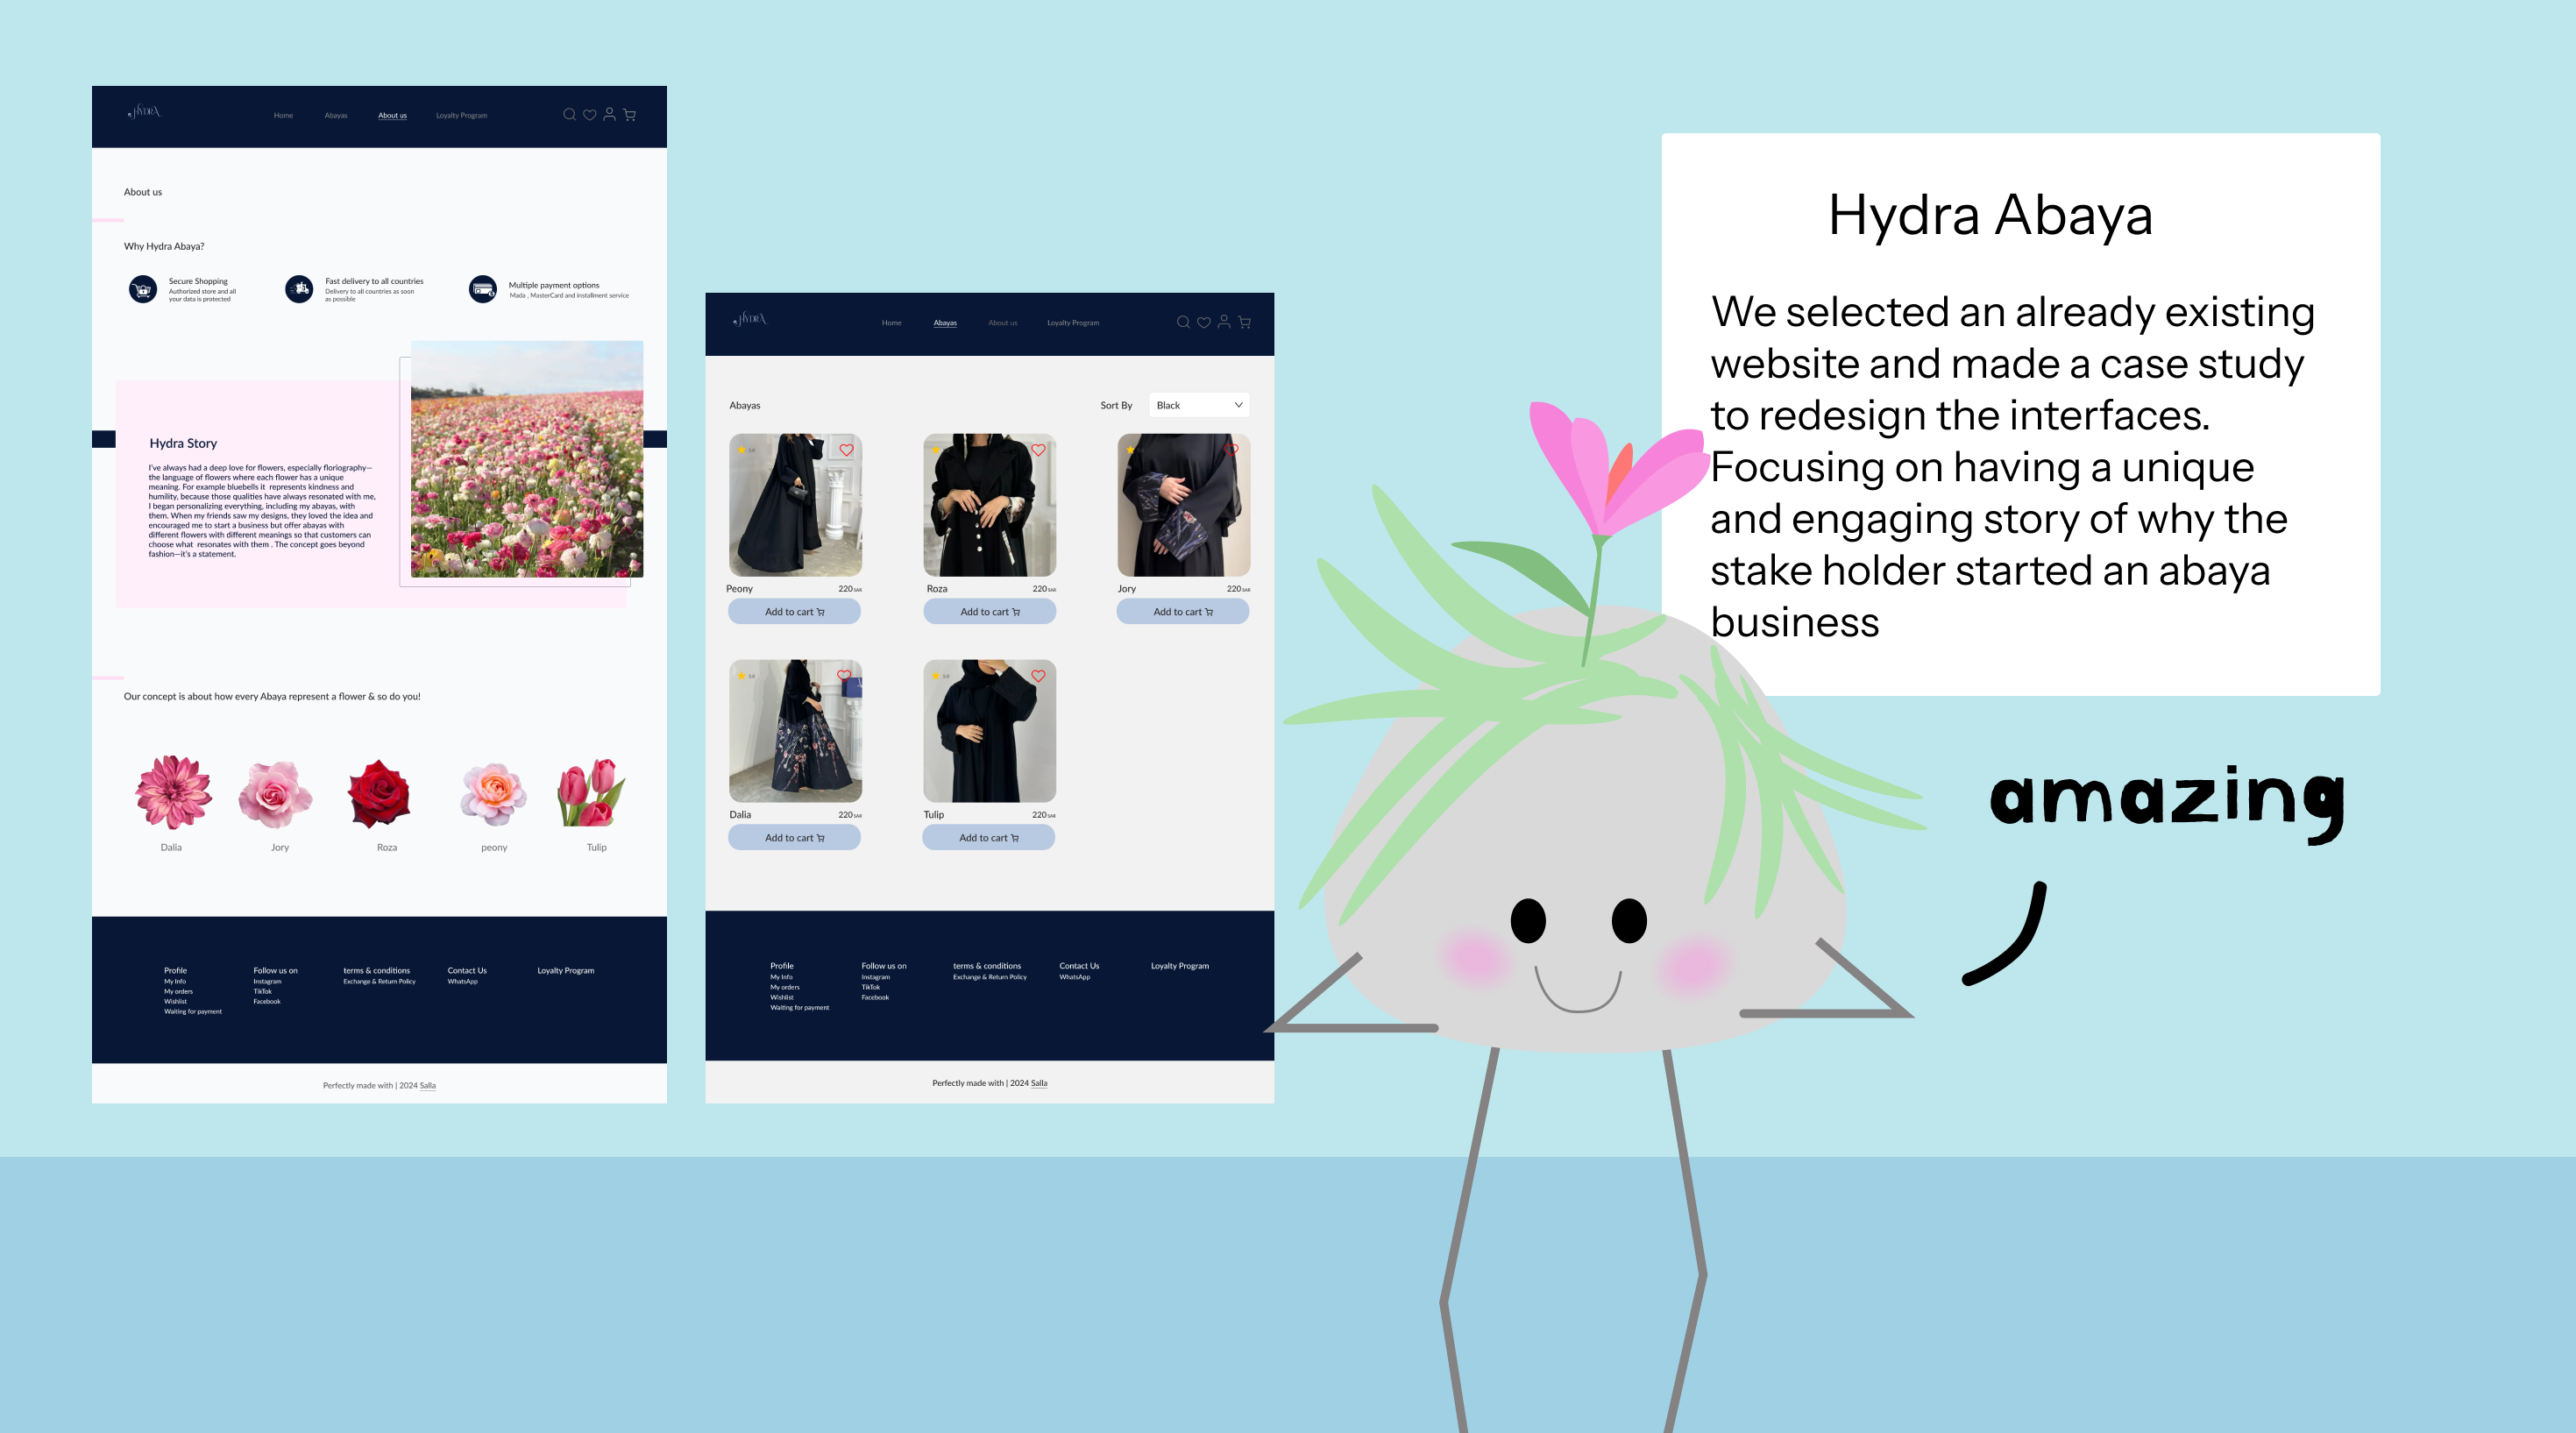 HYDRA
Home Abayas About us Loyalty Program
About us
Why Hydra Abaya?
Secure Shopping
Authorized store and all
your data is protected
Fast delivery to all countries
Delivery to all countries as soon
as possible
Multiple payment options
Mada , MasterCard and installment service
Hydra Story
I've always had a deep love for flowers, especially floriography—
the language of flowers where each flower has a unique
meaning. For example bluebells it represents kindness and
humility, because those qualities have always resonated with me,
I began personalizing everything, including my abayas, with
them. When my friends saw my designs, they loved the idea and
encouraged me to start a business but offer abayas with
different flowers with different meanings so that customers can
choose what resonates with them . The concept goes beyond
fashion—it's a statement.
Our concept is about how every Abaya represent a flower & so do you!
Dalia Jory Roza peony Tulip
Profile
My Info
My orders
Wishlist
Waiting for payment
Follow us on
Instagram
TikTok
Facebook
terms & conditions
Exchange & Return Policy
Contact Us
WhatsApp
Loyalty Program
Perfectly made with | 2024 Salla
HYDRA
Home Abayas About us Loyalty Program
Abayas
Sort By Black
Peony 220 SAR
Roza 220 SAR
Jory 220 SAR
Add to cart
Add to cart
Add to cart
Dalia 220 SAR
Tulip 220 SAR
Add to cart
Add to cart
Profile
My Info
My orders
Wishlist
Waiting for payment
Follow us on
Instagram
TikTok
Facebook
terms & conditions
Exchange & Return Policy
Contact Us
WhatsApp
Loyalty Program
Perfectly made with | 2024 Salla
Hydra Abaya
We selected an already existing
website and made a case study
to redesign the interfaces.
Focusing on having a unique
and engaging story of why the
stake holder started an abaya
business
amazing